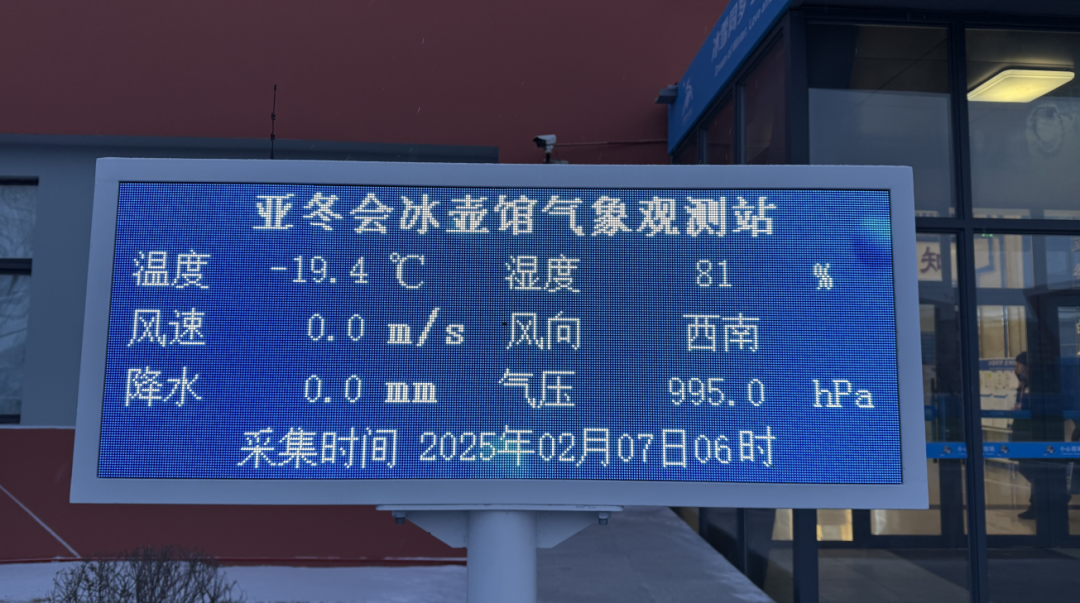 亚冬会冰壶馆气象观测站
温度 -19.4 ℃ 湿度 81 %
风速 0.0 m/s 风向 西南
降水 0.0 mm 气压 995.0 hPa
采集时间 2025年02月07日06时